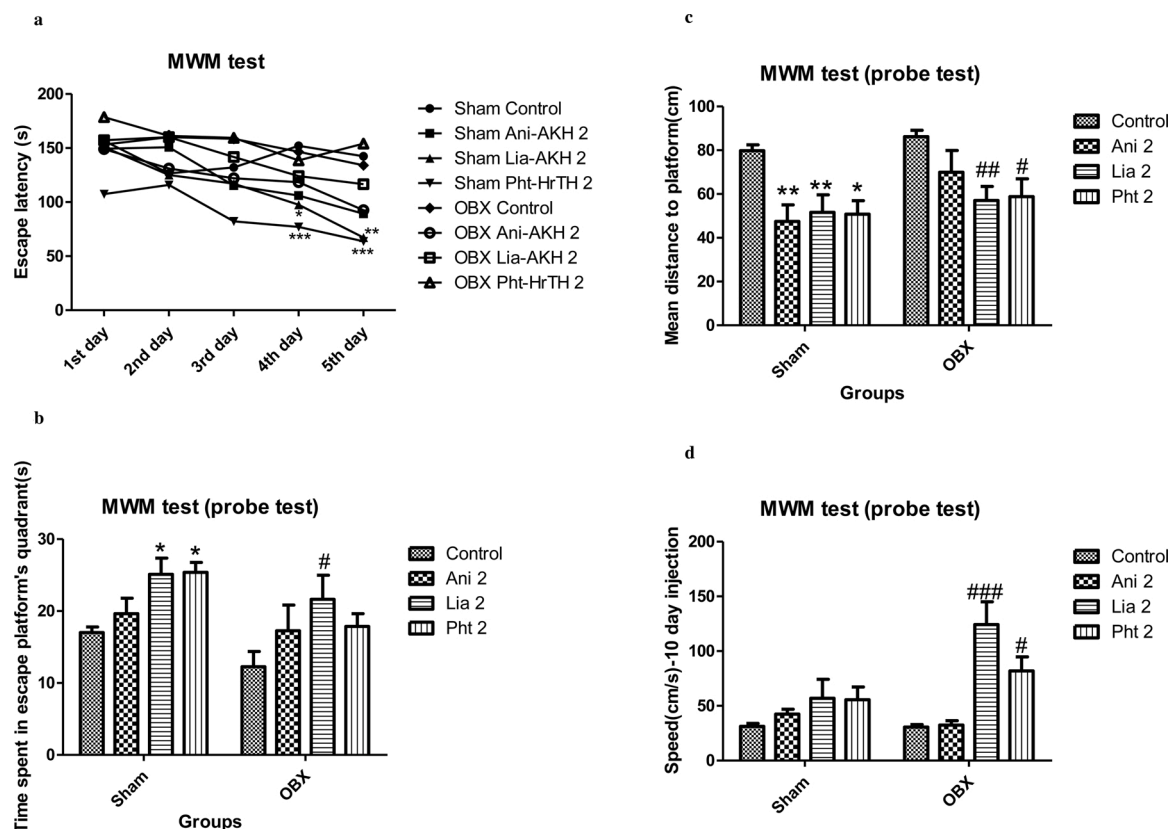 a
MWM test
Escape latency (s)
200
150
100
50
0
*
***
**
***
1st day
2nd day
3rd day
4th day
5th day
Sham Control
Sham Ani-AKH 2
Sham Lia-AKH 2
Sham Pht-HrTH 2
OBX Control
OBX Ani-AKH 2
OBX Lia-AKH 2
OBX Pht-HrTH 2
b
MWM test (probe test)
Time spent in escape platform's quadrant(s)
30
20
10
0
*
*
#
Sham
OBX
Groups
Control
Ani 2
Lia 2
Pht 2
c
MWM test (probe test)
Mean distance to platform(cm)
100
80
60
40
20
0
**
**
*
##
#
Sham
OBX
Groups
Control
Ani 2
Lia 2
Pht 2
d
MWM test (probe test)
Speed(cm/s)-10 day injection
200
150
100
50
0
###
#
Sham
OBX
Control
Ani 2
Lia 2
Pht 2